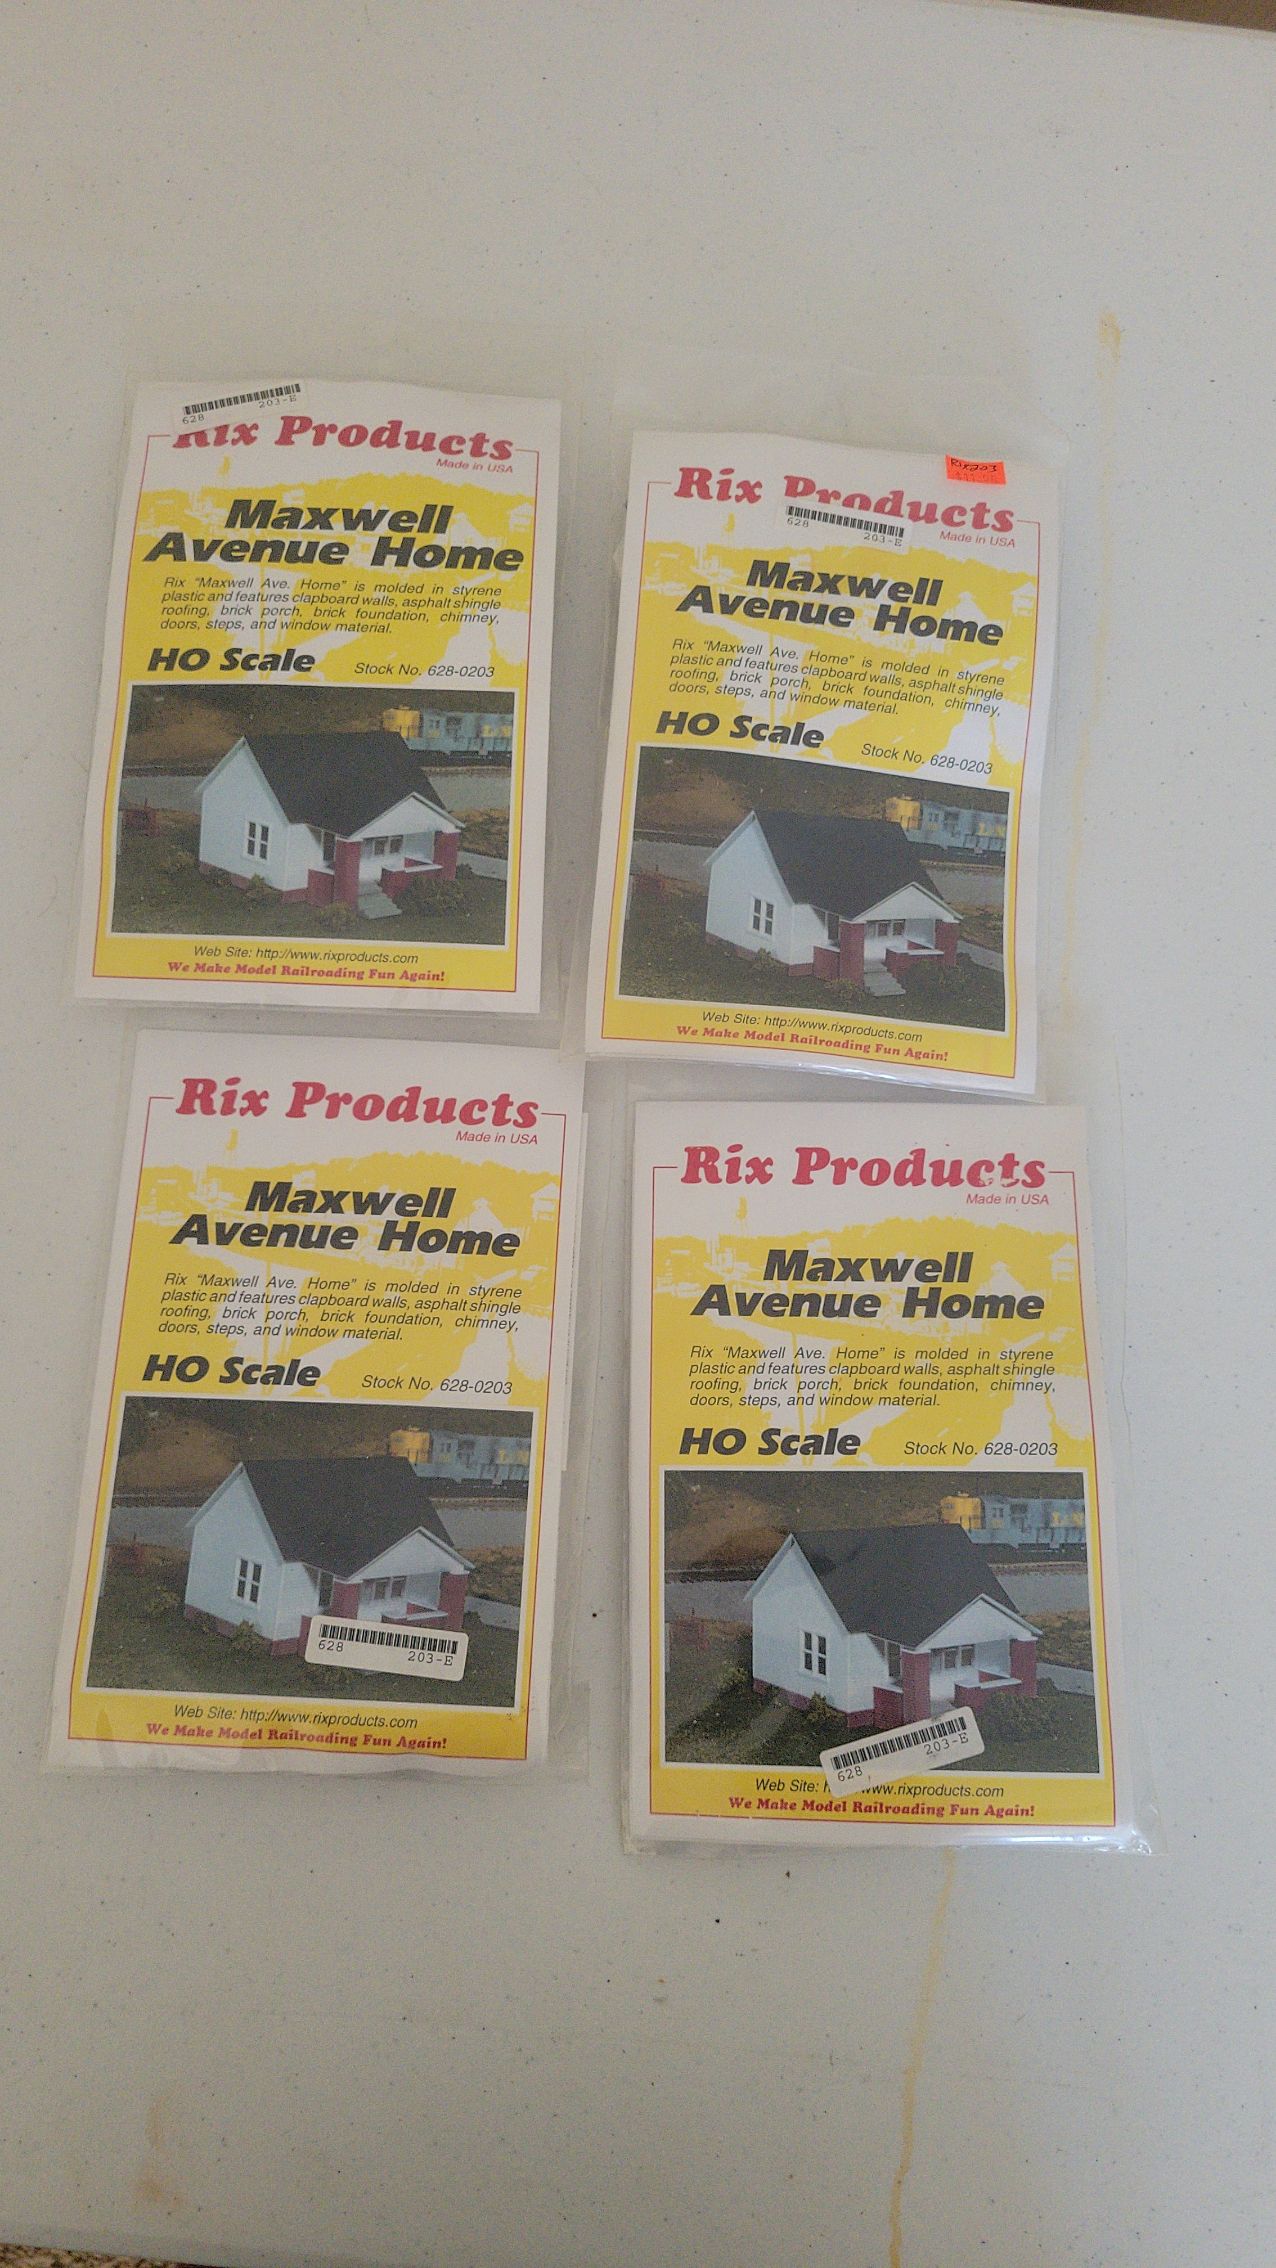 628 203-E
Rix Products
Made in USA
Maxwell
Avenue Home
Rix "Maxwell Ave. Home" is molded in styrene
plastic and features clapboard walls, asphalt shingle
roofing, brick porch, brick foundation, chimney,
doors, steps, and window material.
HO Scale Stock No. 628-0203
Web Site: http://www.rixproducts.com
We Make Model Railroading Fun Again!
Rix203
Rix Products
628 203-E
Made in USA
Maxwell
Avenue Home
Rix "Maxwell Ave. Home" is molded in styrene
plastic and features clapboard walls, asphalt shingle
roofing, brick porch, brick foundation, chimney,
doors, steps, and window material.
HO Scale Stock No. 628-0203
L&N
Web Site: http://www.rixproducts.com
We Make Model Railroading Fun Again!
Rix Products
Made in USA
Maxwell
Avenue Home
Rix "Maxwell Ave. Home" is molded in styrene
plastic and features clapboard walls, asphalt shingle
roofing, brick porch, brick foundation, chimney,
doors, steps, and window material.
HO Scale Stock No. 628-0203
628 203-E
Web Site: http://www.rixproducts.com
We Make Model Railroading Fun Again!
Rix Products
Made in USA
Maxwell
Avenue Home
Rix "Maxwell Ave. Home" is molded in styrene
plastic and features clapboard walls, asphalt shingle
roofing, brick porch, brick foundation, chimney,
doors, steps, and window material.
HO Scale Stock No. 628-0203
628 203-E
Web Site: www.rixproducts.com
We Make Model Railroading Fun Again!